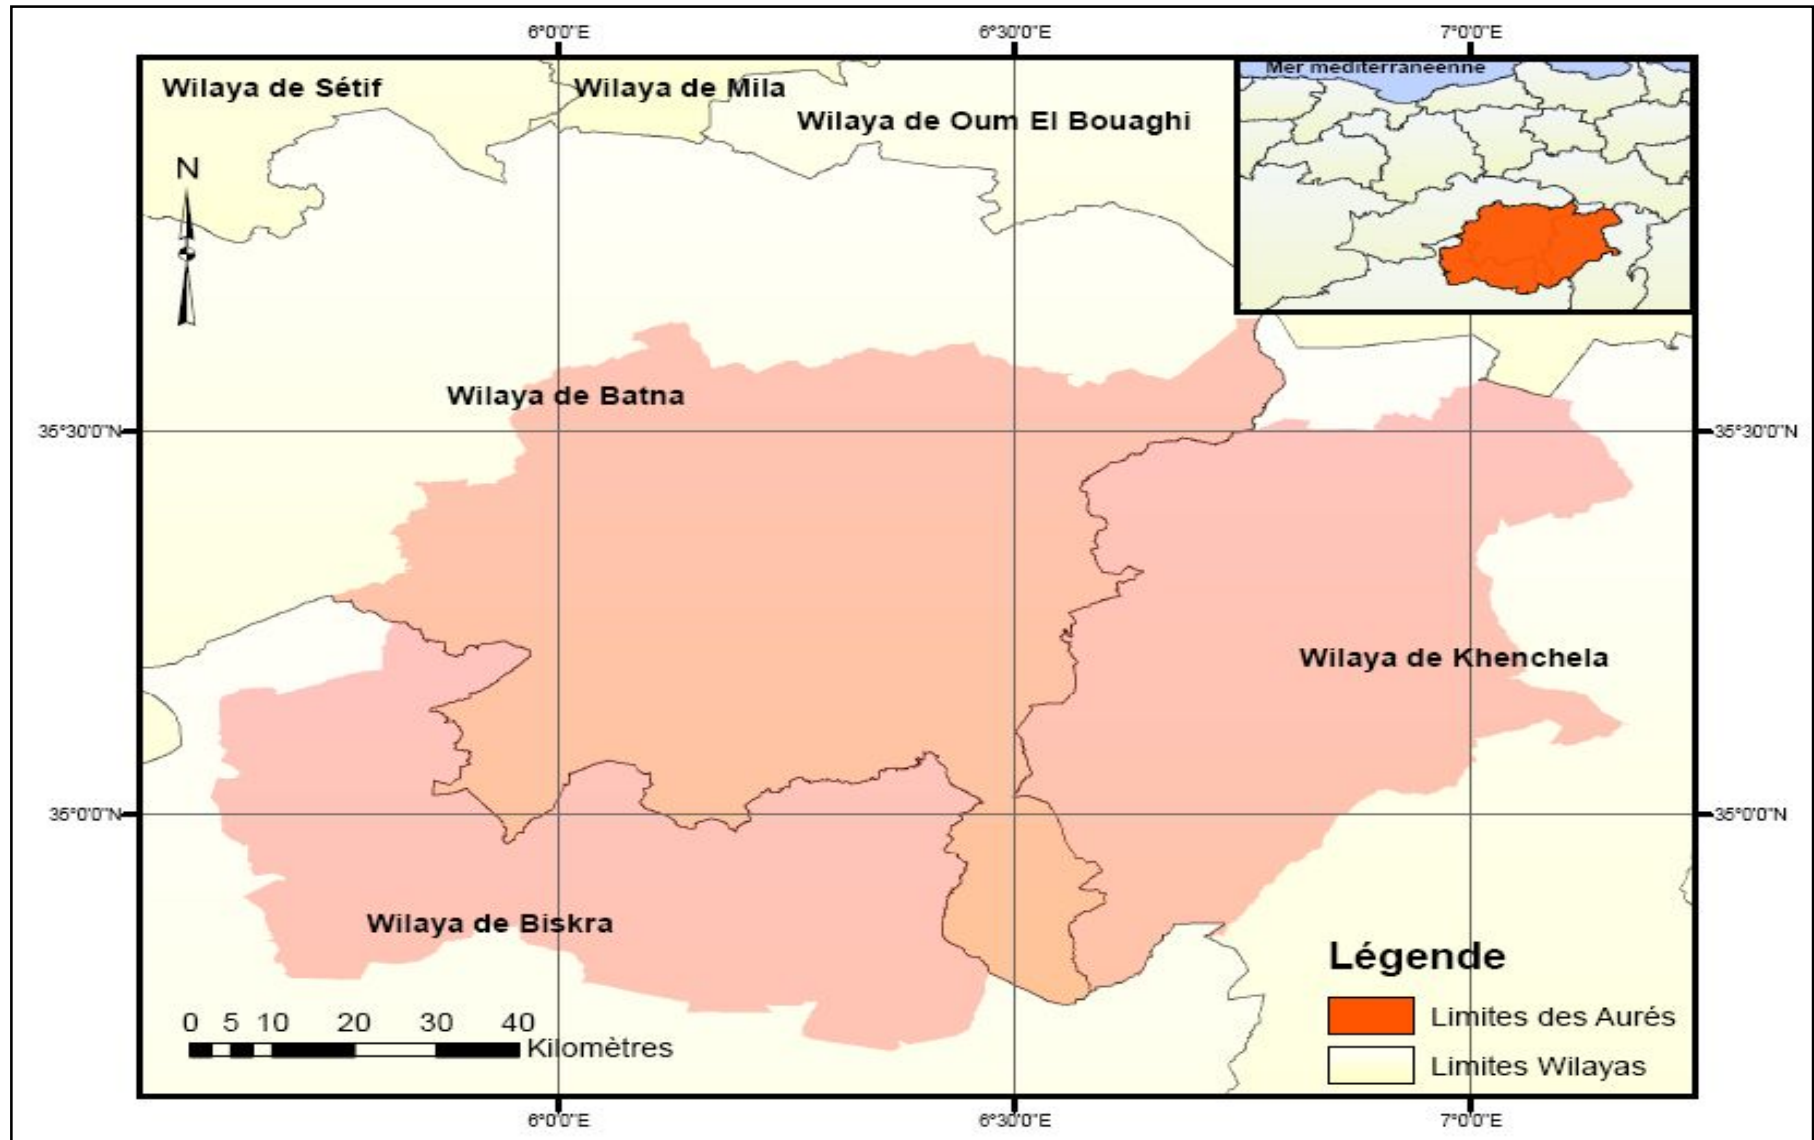 6°0'0"E
6°30'0"E
7°0'0"E
Wilaya de Sétif
Wilaya de Mila
Wilaya de Oum El Bouaghi
Mer mediterraneenne
N
Wilaya de Batna
35°30'0"N
35°30'0"N
Wilaya de Khenchela
35°0'0"N
35°0'0"N
Wilaya de Biskra
Légende
Limites des Aurés
Limites Wilayas
0 5 10 20 30 40
Kilomètres
6°0'0"E
6°30'0"E
7°0'0"E